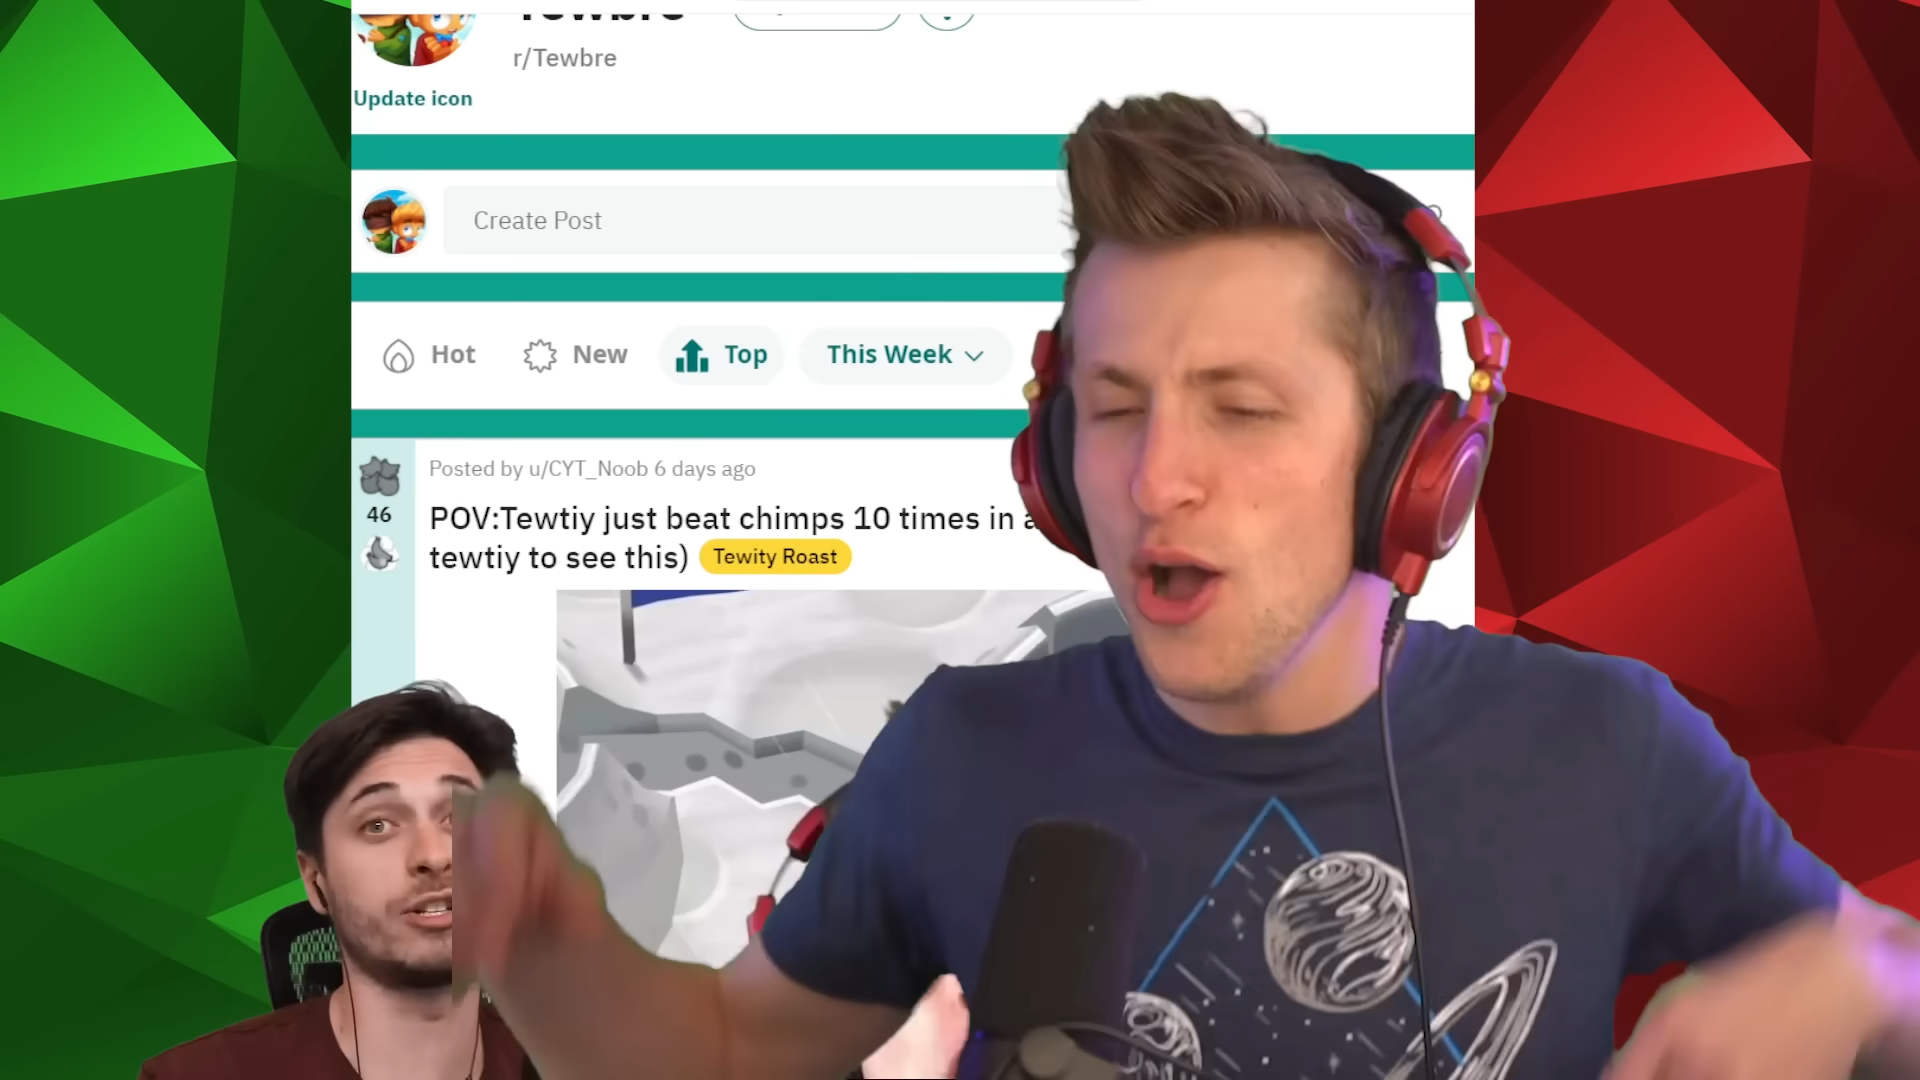 Tewbre
r/Tewbre
Update icon
Create Post
Hot
New
Top
This Week
Posted by u/CYT_Noob 6 days ago
46
POV:Tewtiy just beat chimps 10 times in a
tewtiy to see this)
Tewity Roast